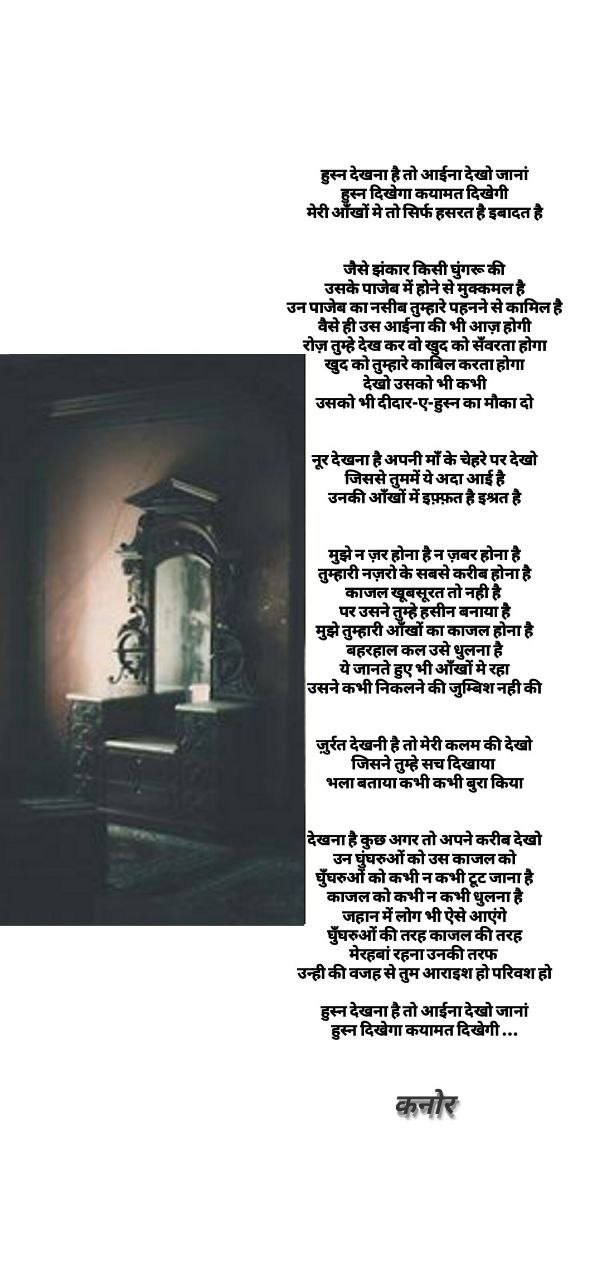 हुस्न देखना है तो आईना देखो जानां
हुस्न दिखेगा कयामत दिखेगी
मेरी आँखों मे तो सिर्फ हसरत है इबादत है
जैसे झंकार किसी घुंगरू की
उसके पाजेब में होने से मुक्कमल है
उन पाजेब का नसीब तुम्हारे पहनने से कामिल है
वैसे ही उस आईना की भी आज़ होगी
रोज़ तुम्हे देख कर वो खुद को सँवरता होगा
खुद को तुम्हारे काबिल करता होगा
देखो उसको भी कभी
उसको भी दीदार-ए-हुस्न का मौका दो
नूर देखना है अपनी माँ के चेहरे पर देखो
जिससे तुममें ये अदा आई है
उनकी आँखों में इफ़्फ़त है इश्रत है
मुझे न ज़र होना है न ज़बर होना है
तुम्हारी नज़रो के सबसे करीब होना है
काजल खूबसूरत तो नही है
पर उसने तुम्हे हसीन बनाया है
मुझे तुम्हारी आँखों का काजल होना है
बहरहाल कल उसे धुलना है
ये जानते हुए भी आँखों मे रहा
उसने कभी निकलने की जुम्बिश नही की
ज़ुर्रत देखनी है तो मेरी कलम की देखो
जिसने तुम्हे सच दिखाया
भला बताया कभी कभी बुरा किया
देखना है कुछ अगर तो अपने करीब देखो
उन घुंघरुओं को उस काजल को
घुँघरूओं को कभी न कभी टूट जाना है
काजल को कभी न कभी धुलना है
जहान में लोग भी ऐसे आएंगे
घुँघरुओं की तरह काजल की तरह
मेरहबां रहना उनकी तरफ
उन्ही की वजह से तुम आराइश हो परिवश हो
हुस्न देखना है तो आईना देखो जानां
हुस्न दिखेगा कयामत दिखेगी ...
कनोर